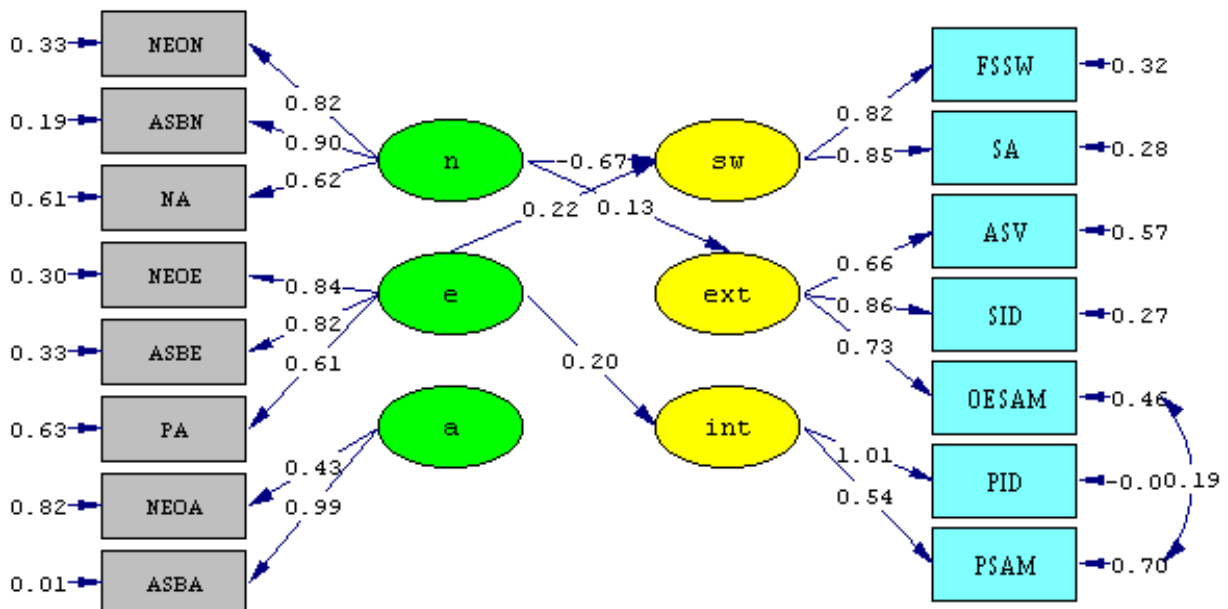 0.33 NEON
0.19 ASBN
0.61 NA
0.30 NEOE
0.33 ASBE
0.63 PA
0.82 NEOA
0.01 ASBA
0.82
0.90
0.62
0.84
0.82
0.61
0.43
0.99
n
e
a
-0.67
0.22
0.13
0.20
sw
ext
int
0.82
0.85
0.66
0.86
0.73
1.01
0.54
FSSW 0.32
SA 0.28
ASV 0.57
SID 0.27
OESAM 0.46
PID -0.0
PSAM 0.70
0.19